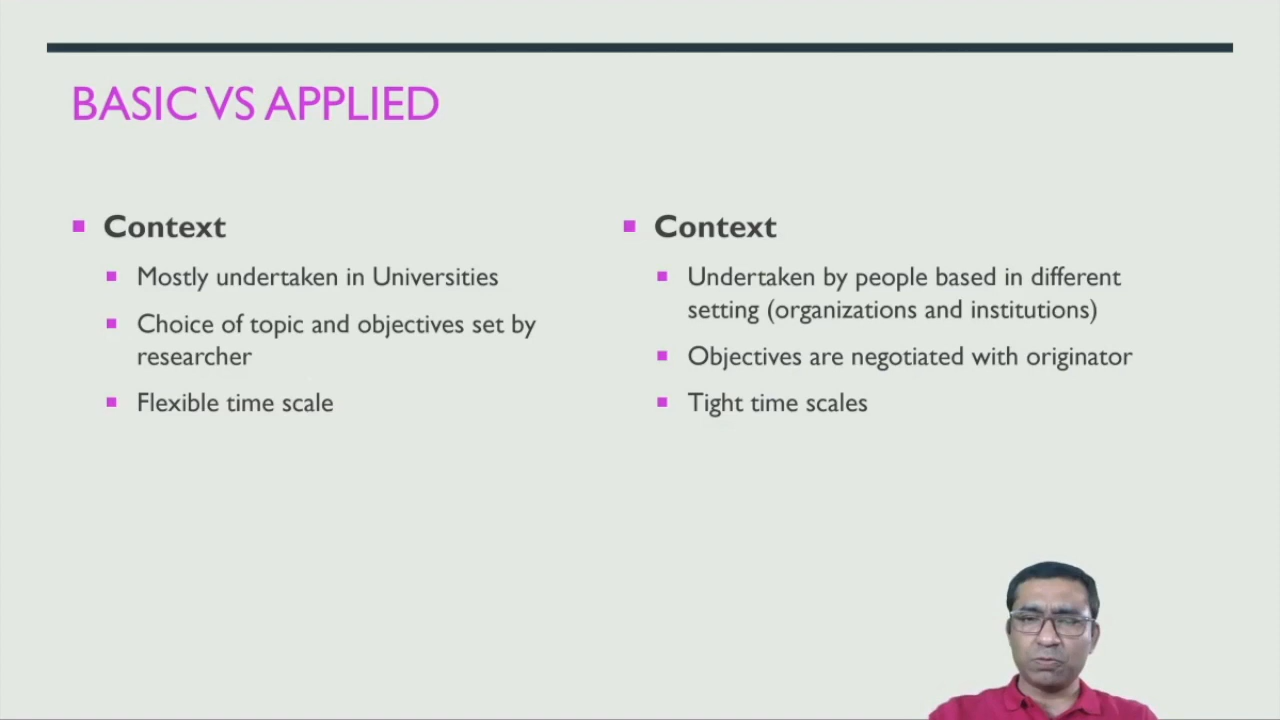 BASIC VS APPLIED
Context
Mostly undertaken in Universities
Choice of topic and objectives set by
researcher
Flexible time scale
Context
Undertaken by people based in different
setting (organizations and institutions)
Objectives are negotiated with originator
Tight time scales